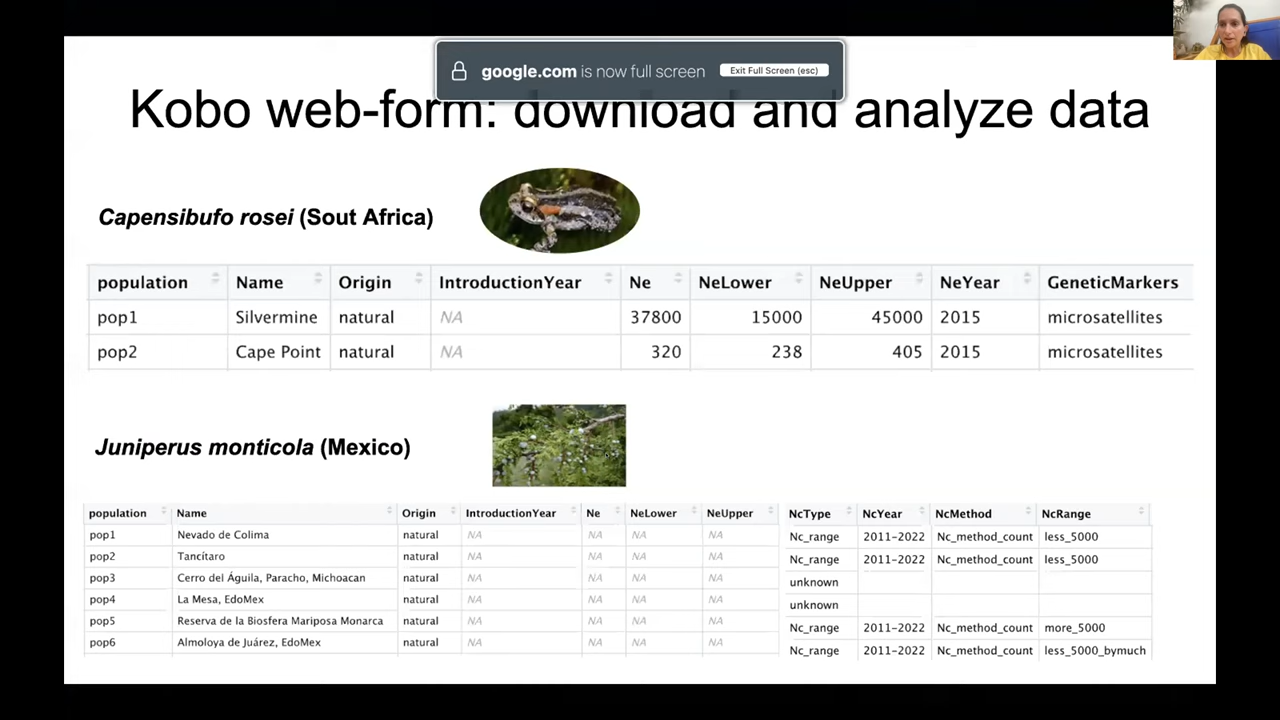 google.com is now full screen Exit Full Screen (esc)
Kobo web-form: download and analyze data
Capensibufo rosei (Sout Africa)
population Name Origin IntroductionYear Ne NeLower NeUpper NeYear GeneticMarkers
pop1 Silvermine natural NA 37800 15000 45000 2015 microsatellites
pop2 Cape Point natural NA 320 238 405 2015 microsatellites
Juniperus monticola (Mexico)
population Name Origin IntroductionYear Ne NeLower NeUpper NcType NcYear NcMethod NcRange
pop1 Nevado de Colima natural NA NA NA NA Nc_range 2011-2022 Nc_method_count less_5000
pop2 Tancítaro natural NA NA NA NA Nc_range 2011-2022 Nc_method_count less_5000
pop3 Cerro del Águila, Paracho, Michoacan natural NA NA NA NA unknown
pop4 La Mesa, EdoMex natural NA NA NA NA unknown
pop5 Reserva de la Biosfera Mariposa Monarca natural NA NA NA NA Nc_range 2011-2022 Nc_method_count more_5000
pop6 Almoloya de Juárez, EdoMex natural NA NA NA NA Nc_range 2011-2022 Nc_method_count less_5000_bymuch